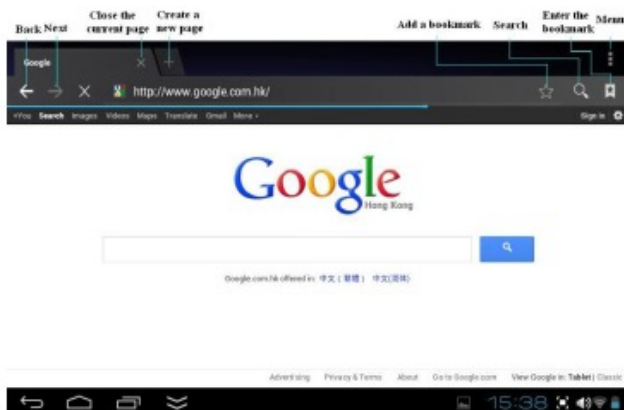 Back Next Close the current page Create a new page Add a bookmark Search Enter the bookmark Menu
Google
http://www.google.com.hk/
+You Search Images Videos Maps Translate Gmail More Sign in
Google
Hong Kong
Google.com.hk offered in: 中文（繁體） 中文(简体)
Advertising Privacy & Terms About Go to Google.com View Google in: Tablet | Classic
15:38